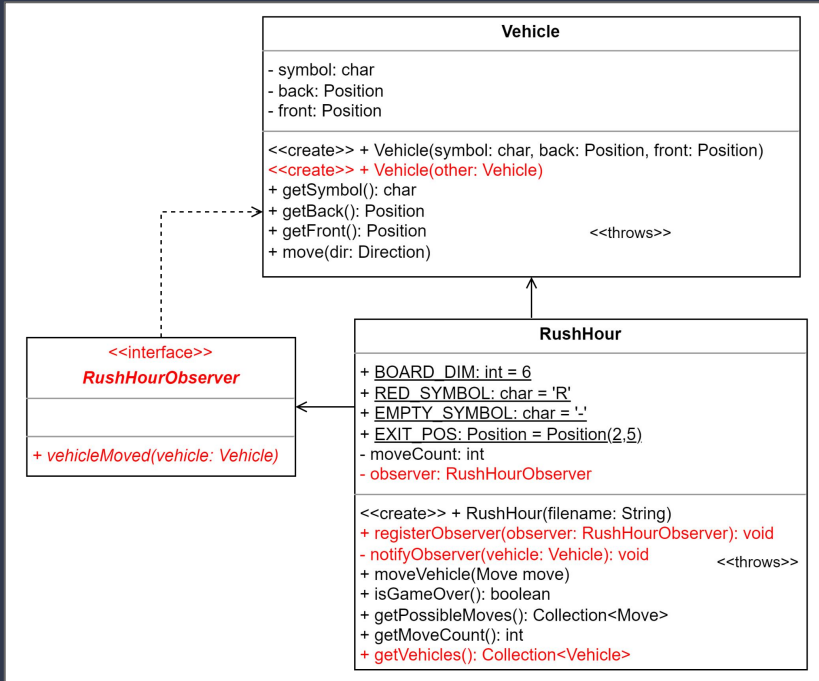 Vehicle
- symbol: char
- back: Position
- front: Position
<<create>> + Vehicle(symbol: char, back: Position, front: Position)
<<create>> + Vehicle(other: Vehicle)
+ getSymbol(): char
+ getBack(): Position
+ getFront(): Position
<<throws>>
+ move(dir: Direction)
<<interface>>
RushHourObserver
+ vehicleMoved(vehicle: Vehicle)
RushHour
+ BOARD_DIM: int = 6
+ RED_SYMBOL: char = 'R'
+ EMPTY_SYMBOL: char = '-'
+ EXIT_POS: Position = Position(2,5)
- moveCount: int
- observer: RushHourObserver
<<create>> + RushHour(filename: String)
+ registerObserver(observer: RushHourObserver): void
- notifyObserver(vehicle: Vehicle): void
<<throws>>
+ moveVehicle(Move move)
+ isGameOver(): boolean
+ getPossibleMoves(): Collection<Move>
+ getMoveCount(): int
+ getVehicles(): Collection<Vehicle>